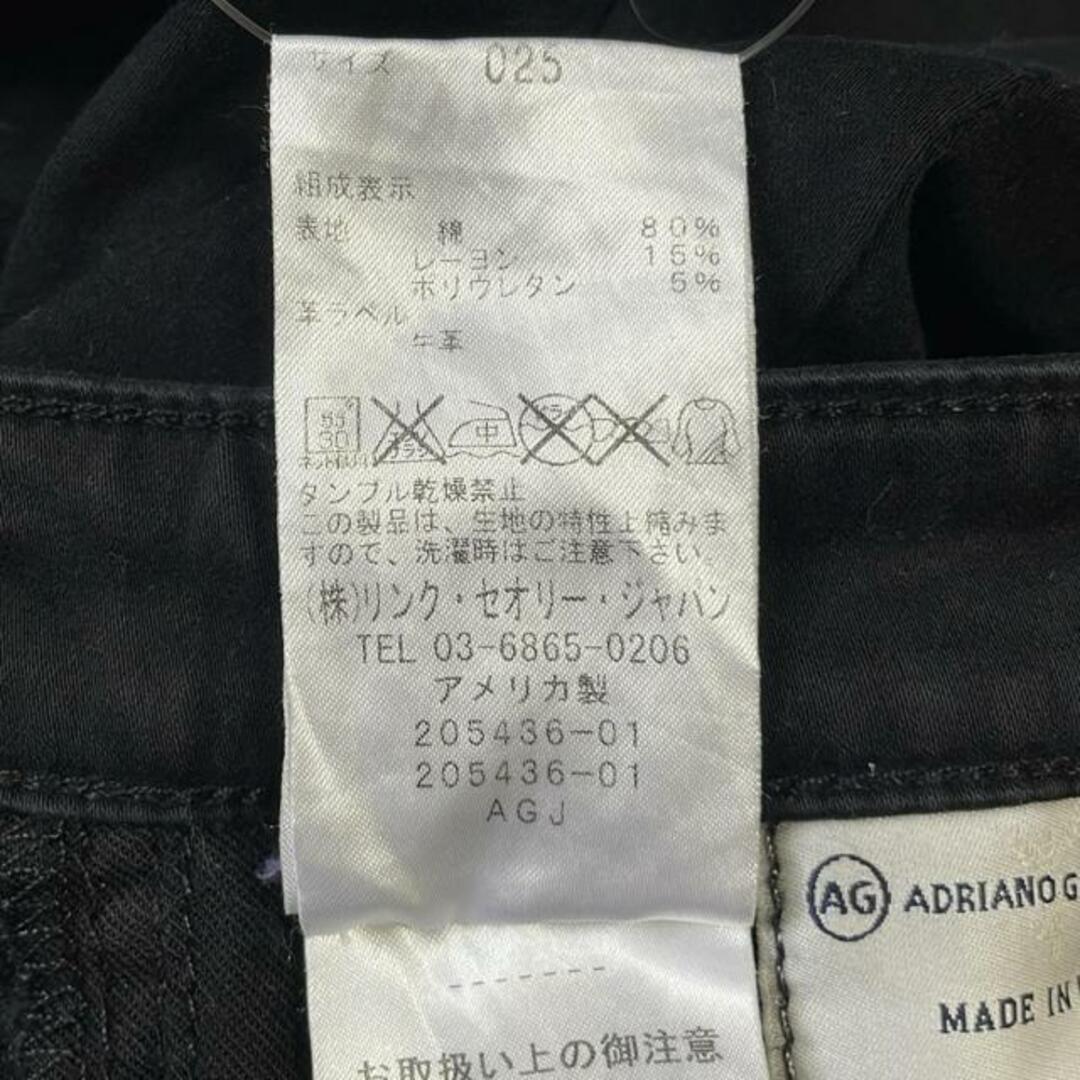 サイズ 025
組成表示
表地 綿 80%
レーヨン 15%
ポリウレタン 5%
革ラベル
牛革
弱
30
中
タンブル乾燥禁止
この製品は、生地の特性上縮みま
すので、洗濯時はご注意下さい。
(株)リンク・セオリー・ジャパン
TEL 03-6865-0206
アメリカ製
205436-01
205436-01
AGJ
お取扱い上の御注意
AG ADRIANO G
MADE IN